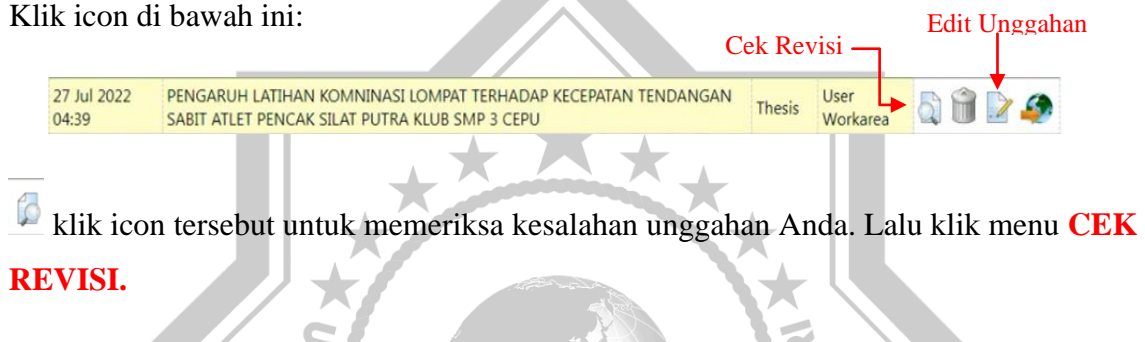 Klik icon di bawah ini:
Edit Unggahan
Cek Revisi
27 Jul 2022 PENGARUH LATIHAN KOMNINASI LOMPAT TERHADAP KECEPATAN TENDANGAN Thesis User
04:39 SABIT ATLET PENCAK SILAT PUTRA KLUB SMP 3 CEPU Workarea
klik icon tersebut untuk memeriksa kesalahan unggahan Anda. Lalu klik menu CEK
REVISI.